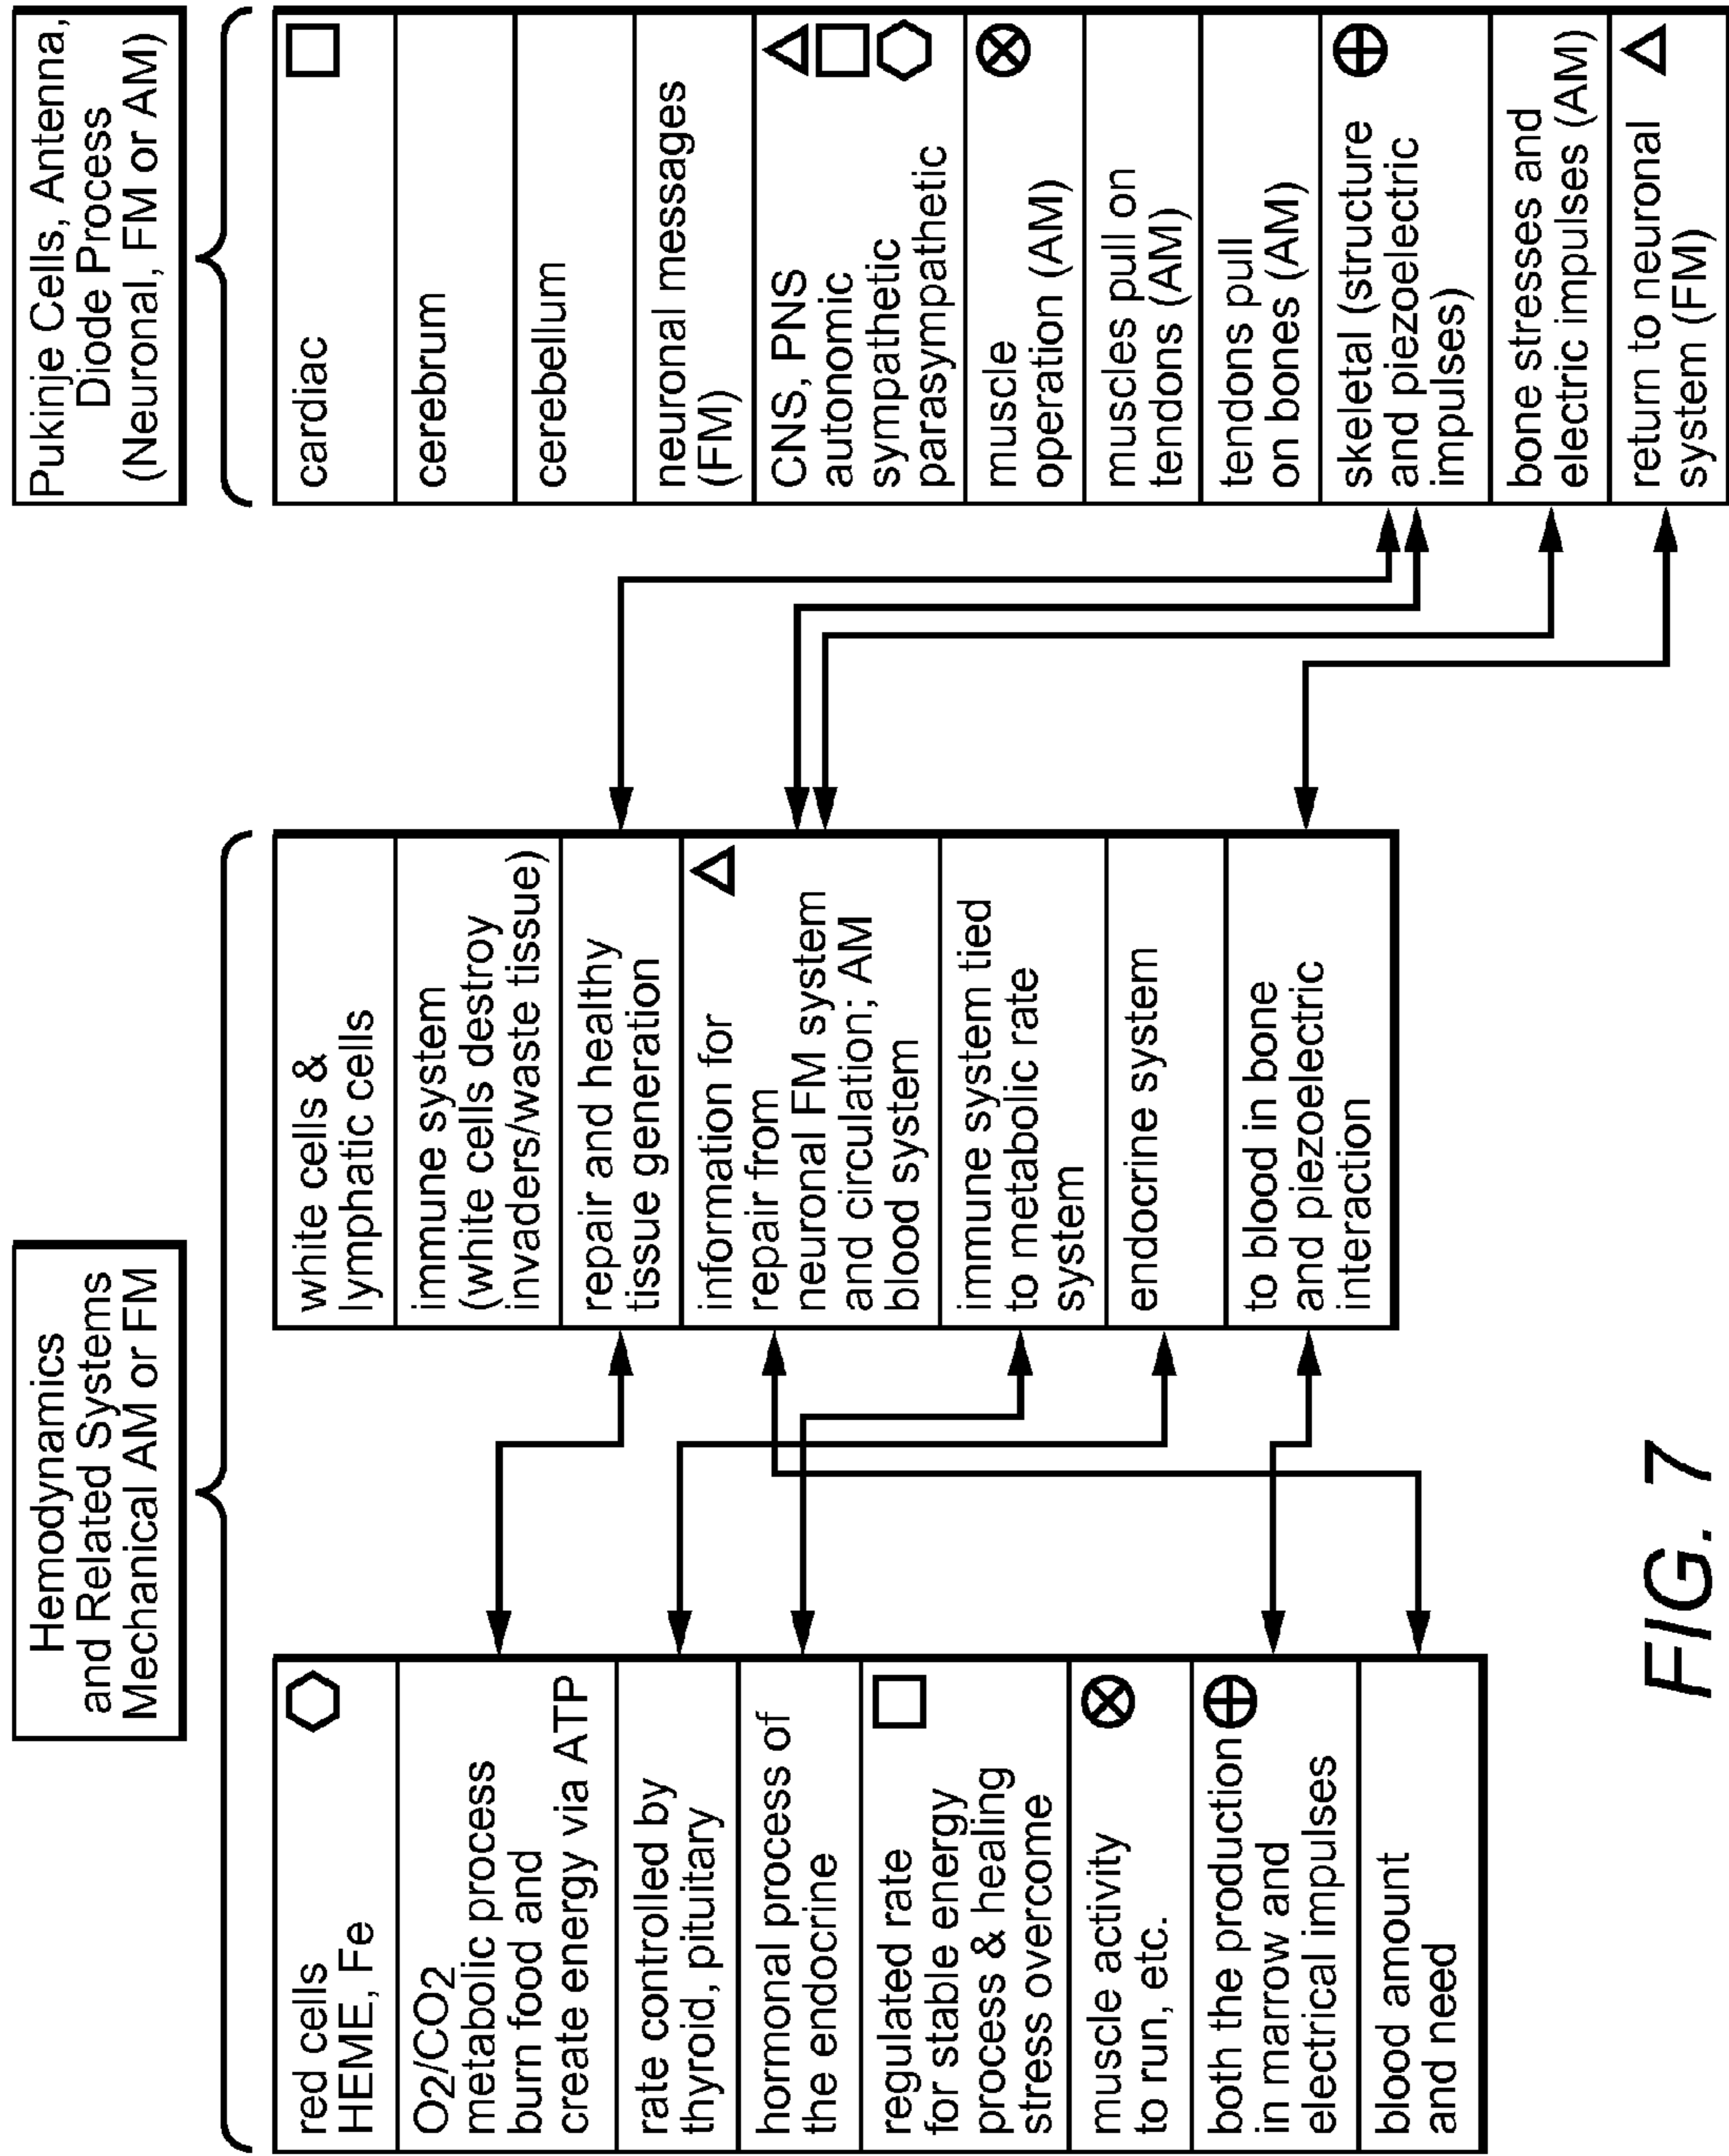 Hemodynamics
and Related Systems
Mechanical AM or FM
Pukinje Cells, Antenna,
Diode Process
(Neuronal, FM or AM)
red cells
HEME, Fe
O2/CO2
metabolic process
burn food and
create energy via ATP
rate controlled by
thyroid, pituitary
hormonal process of
the endocrine
regulated rate
for stable energy
process & healing
stress overcome
muscle activity
to run, etc.
both the production
in marrow and
electrical impulses
blood amount
and need
white cells &
lymphatic cells
immune system
(white cells destroy
invaders/waste tissue)
repair and healthy
tissue generation
information for
repair from
neuronal FM system
and circulation; AM
blood system
immune system tied
to metabolic rate
system
endocrine system
to blood in bone
and piezoelectric
interaction
cardiac
cerebrum
cerebellum
neuronal messages
(FM)
CNS, PNS
autonomic
sympathetic
parasympathetic
muscle
operation (AM)
muscles pull on
tendons (AM)
tendons pull
on bones (AM)
skeletal (structure
and piezoelectric
impulses)
bone stresses and
electric impulses (AM)
return to neuronal
system (FM)
FIG. 7